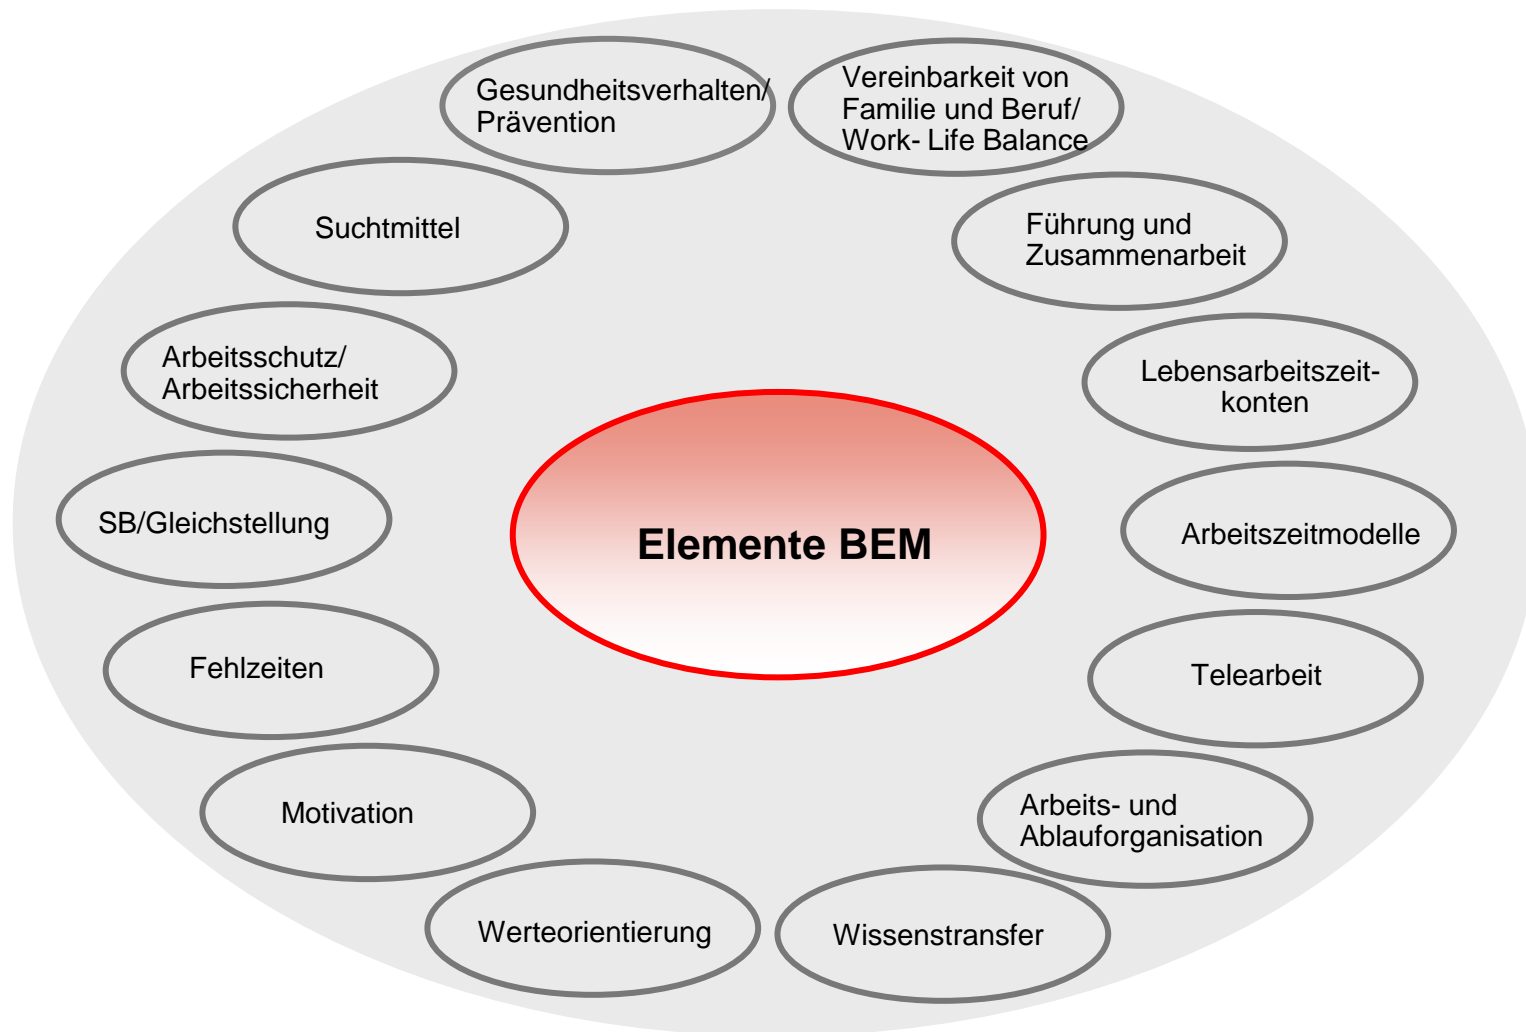 Gesundheitsverhalten/
Prävention
Vereinbarkeit von
Familie und Beruf/
Work- Life Balance
Suchtmittel
Führung und
Zusammenarbeit
Arbeitsschutz/
Arbeitssicherheit
Lebensarbeitszeit-
konten
SB/Gleichstellung
Elemente BEM
Arbeitszeitmodelle
Fehlzeiten
Telearbeit
Motivation
Arbeits- und
Ablauforganisation
Werteorientierung
Wissenstransfer